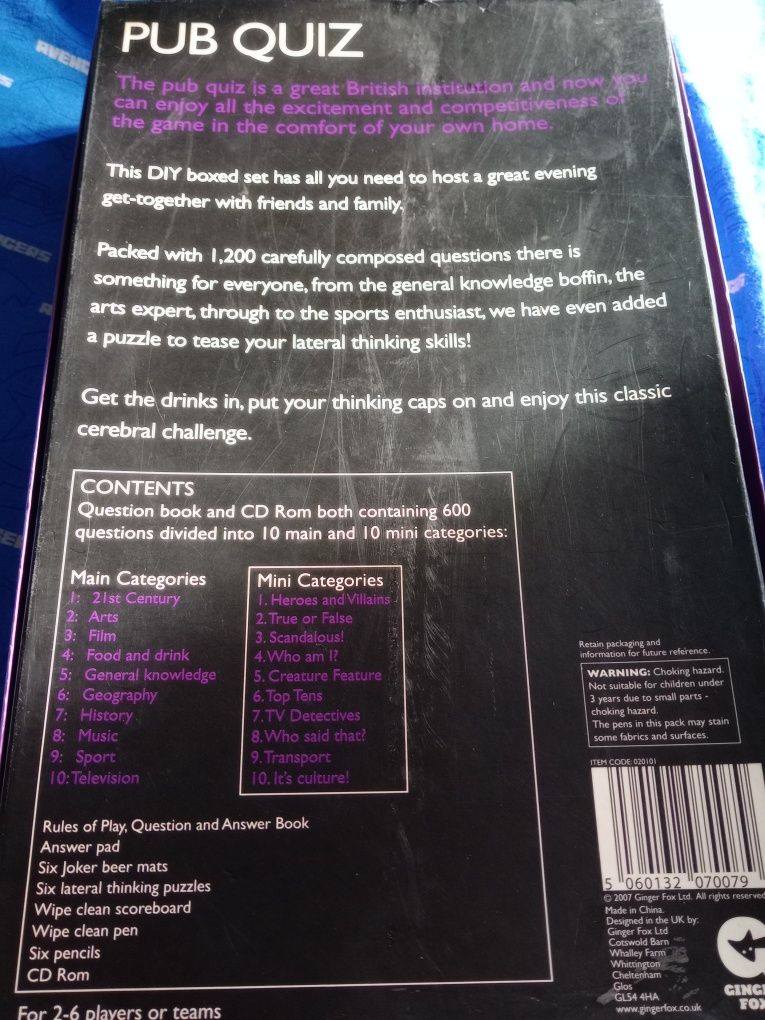 PUB QUIZ
The pub quiz is a great British institution and now you
can enjoy all the excitement and competitiveness of
the game in the comfort of your own home.
This DIY boxed set has all you need to host a great evening
get-together with friends and family.
Packed with 1,200 carefully composed questions there is
something for everyone, from the general knowledge boffin, the
arts expert, through to the sports enthusiast, we have even added
a puzzle to tease your lateral thinking skills!
Get the drinks in, put your thinking caps on and enjoy this classic
cerebral challenge.
CONTENTS
Question book and CD Rom both containing 600
questions divided into 10 main and 10 mini categories:
Main Categories
1: 21st Century
2: Arts
3: Film
4: Food and drink
5: General knowledge
6: Geography
7: History
8: Music
9: Sport
10: Television
Mini Categories
1. Heroes and Villains
2. True or False
3. Scandalous!
4. Who am I?
5. Creature Feature
6. Top Tens
7. TV Detectives
8. Who said that?
9. Transport
10. It's culture!
Rules of Play, Question and Answer Book
Answer pad
Six Joker beer mats
Six lateral thinking puzzles
Wipe clean scoreboard
Wipe clean pen
Six pencils
CD Rom
For 2-6 players or teams
Retain packaging and
information for future reference.
WARNING: Choking hazard.
Not suitable for children under
3 years due to small parts -
choking hazard.
The pens in this pack may stain
some fabrics and surfaces.
ITEM CODE: 020101
5 060132 070079
© 2007 Ginger Fox Ltd. All rights reserved
Made in China.
Designed in the UK by:
Ginger Fox Ltd
Cotswold Barn
Whalley Farm
Whittington
Cheltenham
Glos
GL54 4HA
www.gingerfox.co.uk
GINGE
FOX